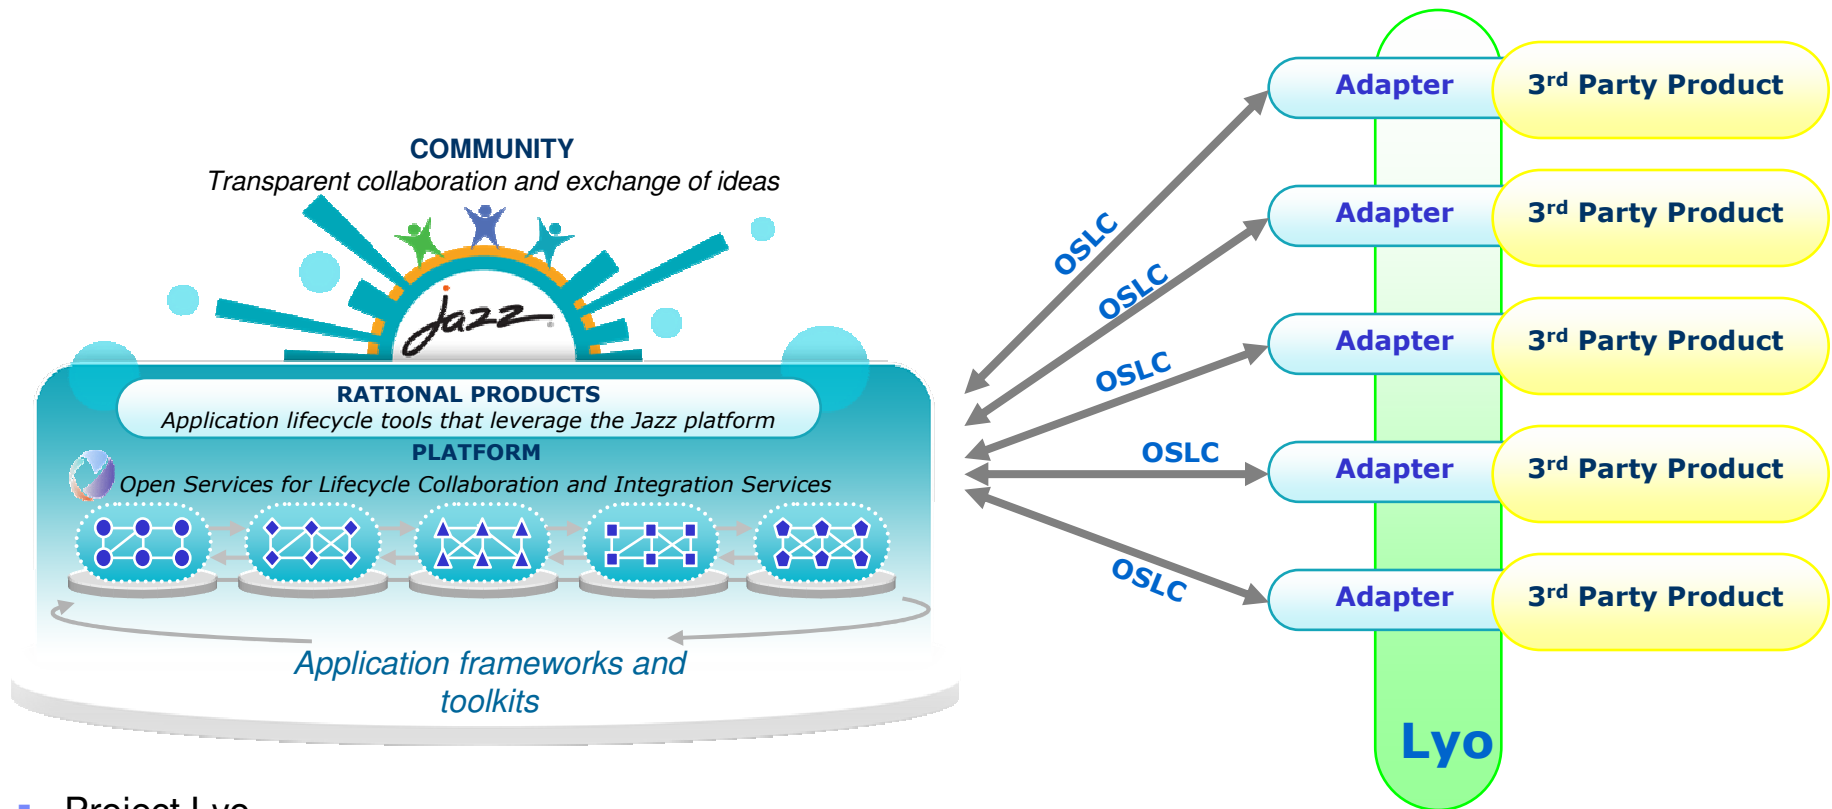 COMMUNITY
Transparent collaboration and exchange of ideas
jazz
RATIONAL PRODUCTS
Application lifecycle tools that leverage the Jazz platform
PLATFORM
Open Services for Lifecycle Collaboration and Integration Services
Application frameworks and
toolkits
OSLC
OSLC
OSLC
OSLC
OSLC
Adapter
3rd Party Product
Adapter
3rd Party Product
Adapter
3rd Party Product
Adapter
3rd Party Product
Adapter
3rd Party Product
Lyo
Project Lyo